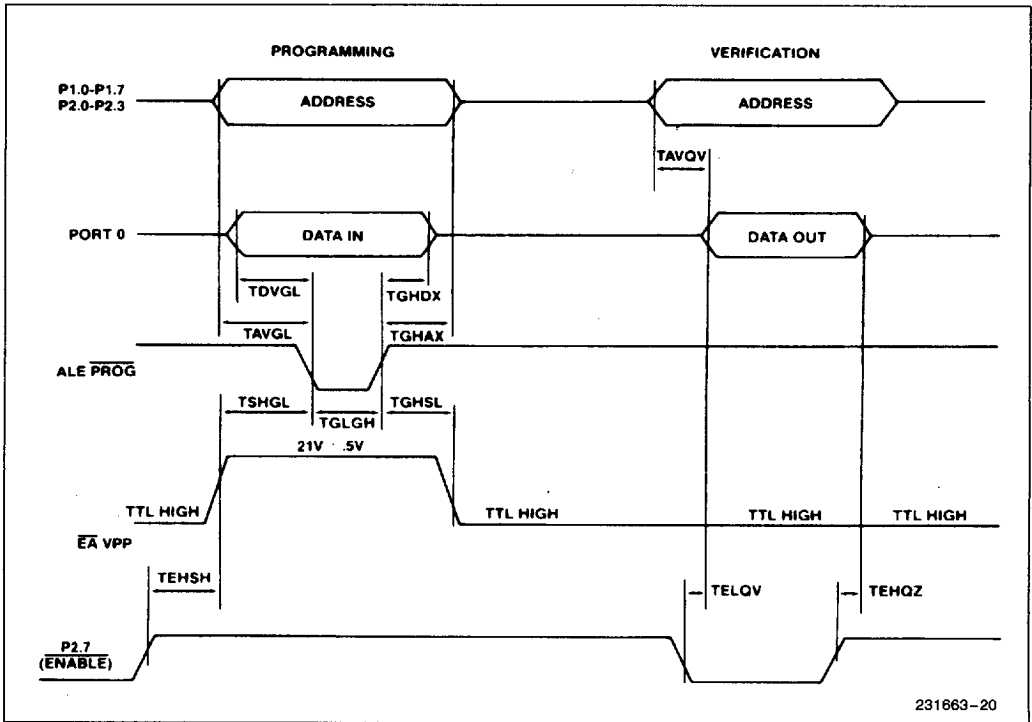 PROGRAMMING VERIFICATION
P1.0-P1.7
P2.0-P2.3
ADDRESS ADDRESS
TAVQV
PORT 0 DATA IN DATA OUT
TDVGL TGHDX
TAVGL TGHAX
ALE PROG
TSHGL TGLGH TGHSL
21V .5V
TTL HIGH TTL HIGH TTL HIGH TTL HIGH
EA VPP
TEHSH TELQV TEHQZ
P2.7
(ENABLE)
231663-20